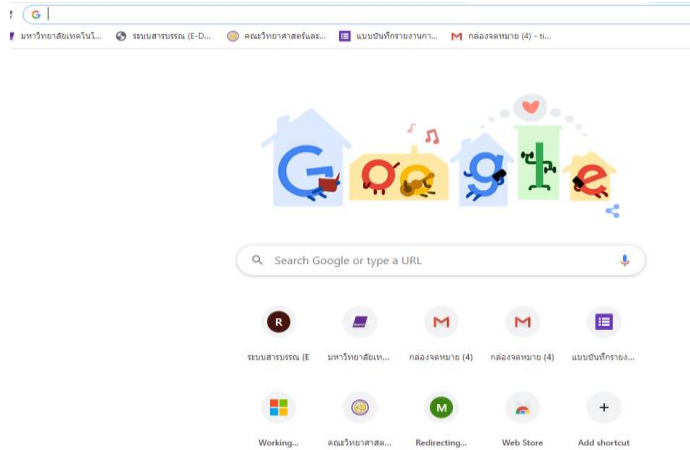 มหาวิทยาลัยเทคโนโ... ระบบสารบรรณ (E-D... คณะวิทยาศาสตร์และ... แบบบันทึกรายงานกา... กล่องจดหมาย (4) - ti...
Google
Search Google or type a URL
R M
ระบบสารบรรณ (E มหาวิทยาลัยเท... กล่องจดหมาย (4) กล่องจดหมาย (4) แบบบันทึกรายง...
Working... คณะวิทยาศาสต... Redirecting... Web Store Add shortcut